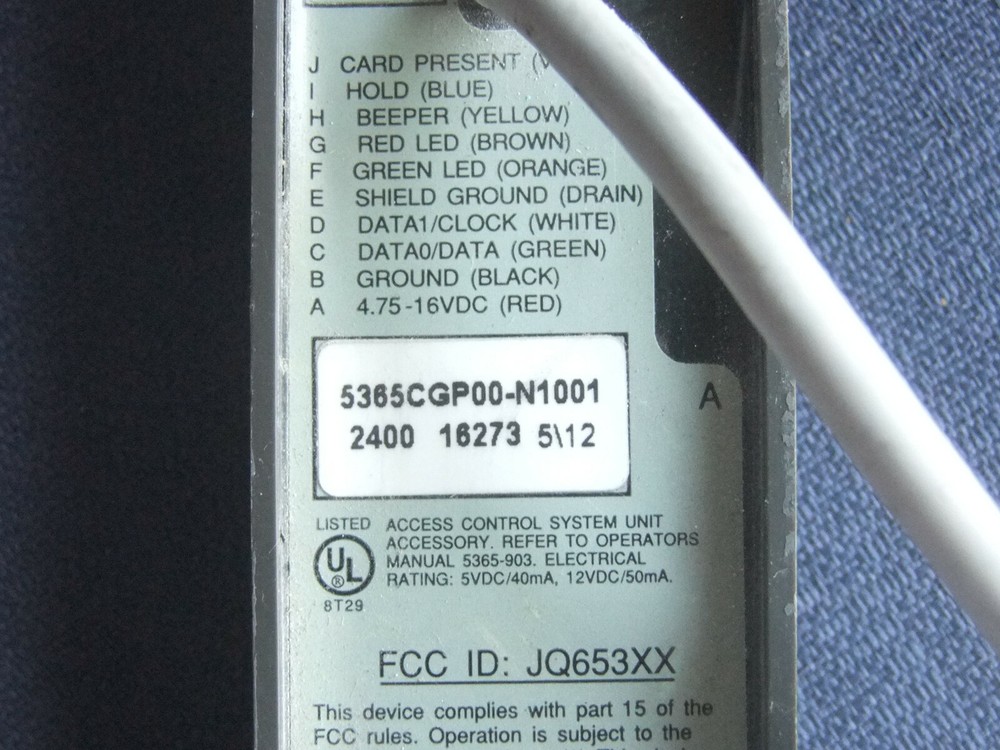 J CARD PRESENT
I HOLD (BLUE)
H BEEPER (YELLOW)
G RED LED (BROWN)
F GREEN LED (ORANGE)
E SHIELD GROUND (DRAIN)
D DATA1/CLOCK (WHITE)
C DATA0/DATA (GREEN)
B GROUND (BLACK)
A 4.75-16VDC (RED)
5365CGP00-N1001
2400 16273 5\12
A
LISTED
UL
®
8T29
ACCESS CONTROL SYSTEM UNIT
ACCESSORY. REFER TO OPERATORS
MANUAL 5365-903. ELECTRICAL
RATING: 5VDC/40mA, 12VDC/50mA.
FCC ID: JQ653XX
This device complies with part 15 of the
FCC rules. Operation is subject to the